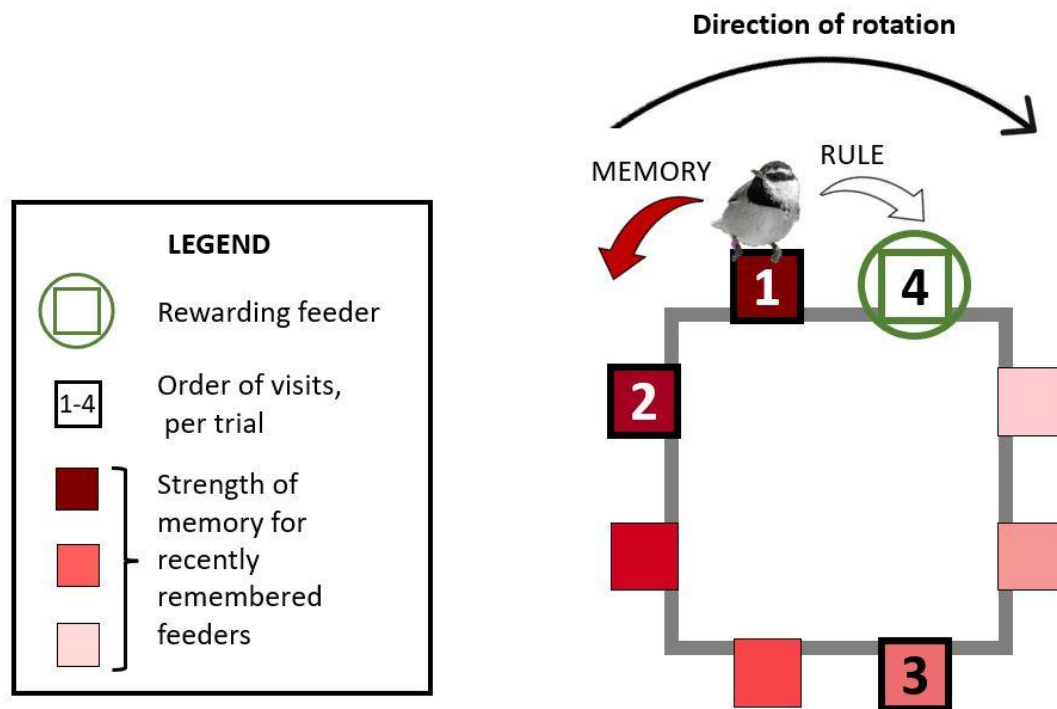 Direction of rotation
MEMORY
RULE
1
4
2
3
LEGEND
Rewarding feeder
1-4
Order of visits,
per trial
Strength of
memory for
recently
remembered
feeders